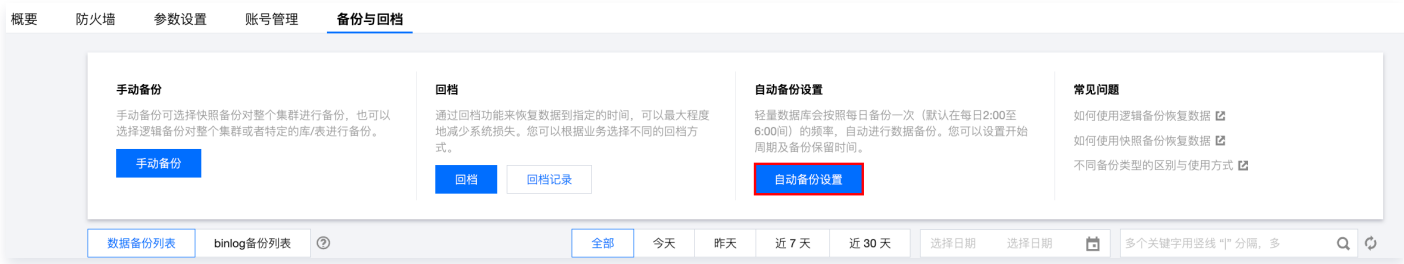 概要 防火墙 参数设置 账号管理 备份与回档
手动备份
手动备份可选择快照备份对整个集群进行备份，也可以
选择逻辑备份对整个集群或者特定的库/表进行备份。
手动备份
回档
通过回档功能来恢复数据到指定的时间，可以最大程度
地减少系统损失。您可以根据业务选择不同的回档方
式。
回档 回档记录
自动备份设置
轻量数据库会按照每日备份一次（默认在每日2:00至
6:00间）的频率，自动进行数据备份。您可以设置开始
周期及备份保留时间。
自动备份设置
常见问题
如何使用逻辑备份恢复数据
如何使用快照备份恢复数据
不同备份类型的区别与使用方式
数据备份列表 binlog备份列表 全部 今天 昨天 近 7 天 近 30 天 选择日期 选择日期 多个关键字用竖线 "|" 分隔，多